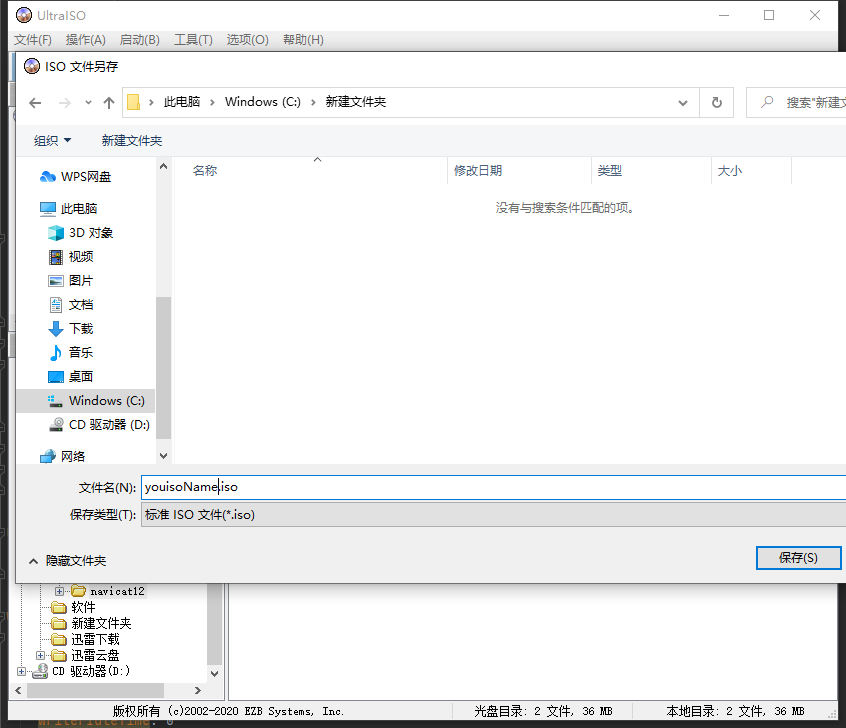 UltraISO
文件(F) 操作(A) 启动(B) 工具(T) 选项(O) 帮助(H)
ISO 文件另存
此电脑 › Windows (C:) › 新建文件夹
搜索"新建文
组织
新建文件夹
名称 修改日期 类型 大小
没有与搜索条件匹配的项。
WPS网盘
此电脑
3D 对象
视频
图片
文档
下载
音乐
桌面
Windows (C:)
CD 驱动器 (D:)
网络
文件名(N): youisoName.iso
保存类型(T): 标准 ISO 文件(*.iso)
隐藏文件夹
保存(S)
navicat12
软件
新建文件夹
迅雷下载
迅雷云盘
CD 驱动器(D:)
版权所有 (c)2002-2020 EZB Systems, Inc. 光盘目录: 2 文件, 36 MB 本地目录: 2 文件, 36 MB